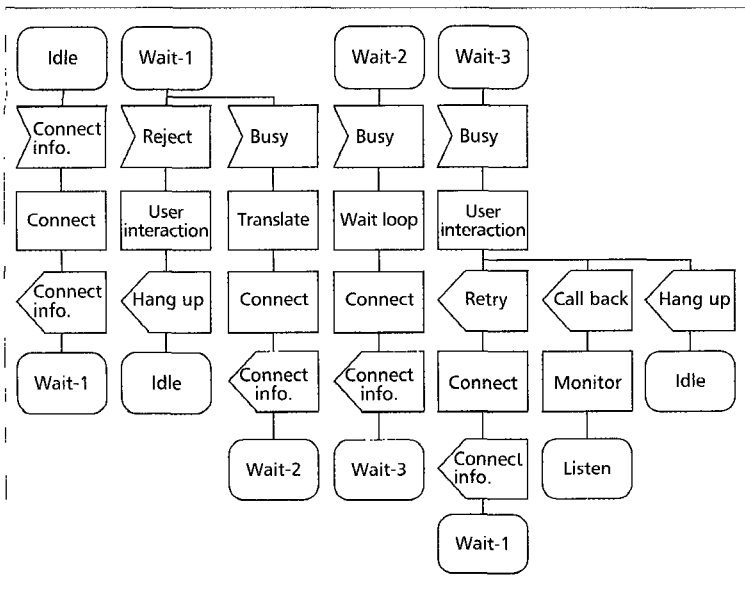 Idle
Wait-1
Wait-2
Wait-3
Connect
info.
Reject
Busy
Busy
Busy
Connect
User
interaction
Translate
Wait loop
User
interaction
Connect
info.
Hang up
Connect
Connect
Retry
Call back
Hang up
Wait-1
Idle
Connect
info.
Connect
info.
Connect
Monitor
Idle
Wait-2
Wait-3
Connect
info.
Listen
Wait-1